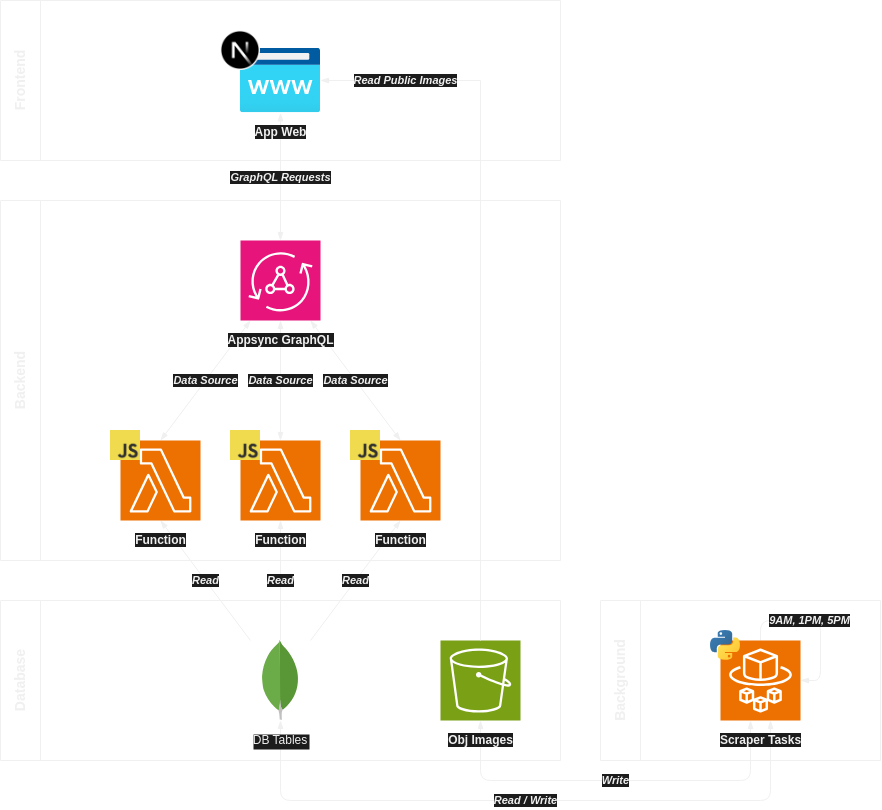 Frontend
N
WWW
Read Public Images
App Web
GraphQL Requests
Backend
Appsync GraphQL
Data Source
Data Source
Data Source
JS
JS
JS
Function
Function
Function
Read
Read
Read
Database
Background
9AM, 1PM, 5PM
DB Tables
Obj Images
Scraper Tasks
Write
Read / Write